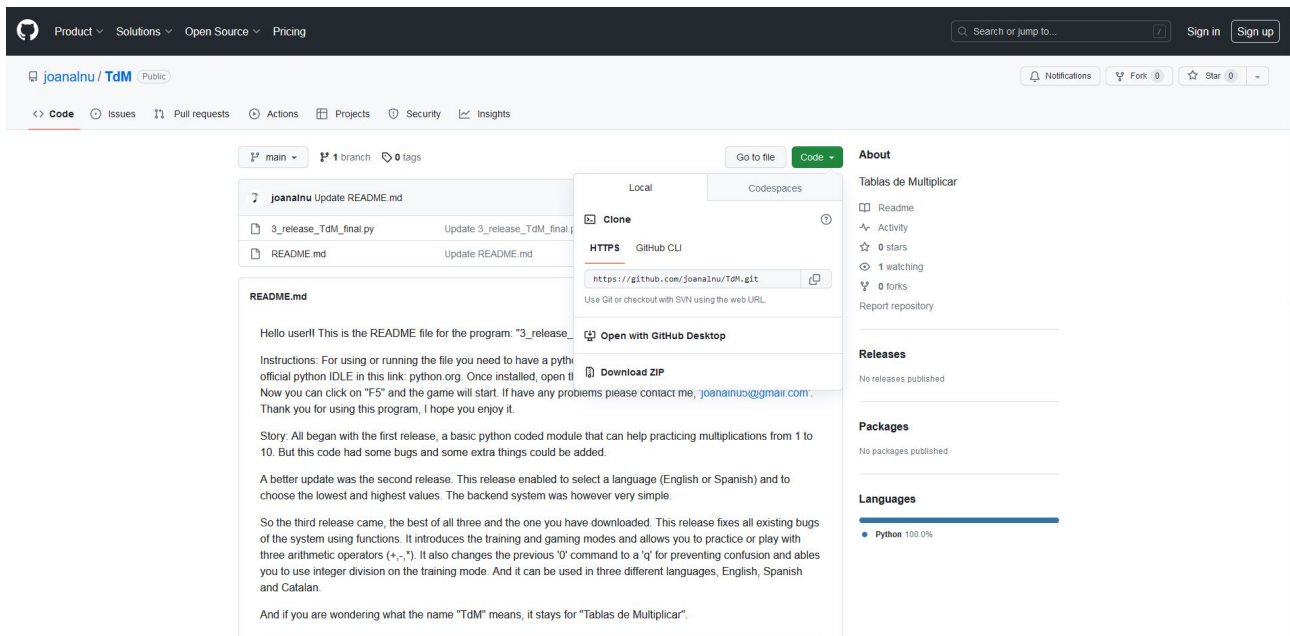 Product Solutions Open Source Pricing
Search or jump to... /
Sign in Sign up
joanalnu / TdM Public
Notifications Fork 0 Star 0
Code Issues Pull requests Actions Projects Security Insights
main 1 branch 0 tags Go to file Code
joanalnu Update README.md
3_release_TdM_final.py Update 3_release_TdM_final.p
README.md Update README.md
Local Codespaces
Clone
HTTPS GitHub CLI
https://github.com/joanalnu/TdM.git
Use Git or checkout with SVN using the web URL.
Open with GitHub Desktop
Download ZIP
README.md
Hello user!! This is the README file for the program: "3_release_
Instructions: For using or running the file you need to have a pytho
official python IDLE in this link: python.org. Once installed, open th
Now you can click on "F5" and the game will start. If have any problems please contact me, 'joanalnu5@gmail.com'.
Thank you for using this program, I hope you enjoy it.
Story: All began with the first release, a basic python coded module that can help practicing multiplications from 1 to
10. But this code had some bugs and some extra things could be
added.
A better update was the second release. This release enabled to select a language (English or Spanish) and to
choose the lowest and highest values. The backend system was however very simple.
So the third release came, the best of all three and the one you have downloaded. This release fixes all existing bugs
of the system using functions. It introduces the training and gaming modes and allows you to practice or play with
three arithmetic operators (+,-,*). It also changes the previous '0' command to a 'q' for preventing confusion and ables
you to use integer division on the training mode. And it can be used in three different languages, English, Spanish
and Catalan.
And if you are wondering what the name "TdM" means, it stays for "Tablas de Multiplicar".
About
Tablas de Multiplicar
Readme
Activity
0 stars
1 watching
0 forks
Report repository
Releases
No releases published
Packages
No packages published
Languages
Python 100.0%